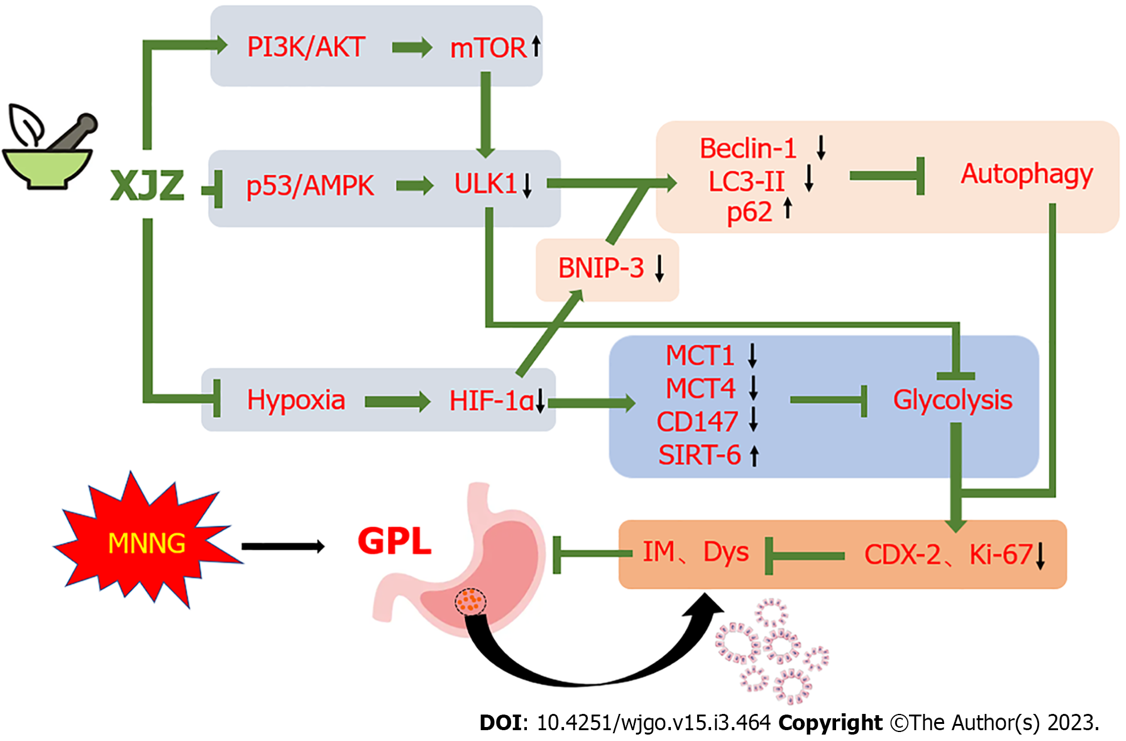 PI3K/AKT
mTOR
XJZ
p53/AMPK
ULK1
Beclin-1
LC3-II
p62
Autophagy
BNIP-3
Hypoxia
HIF-1α
MCT1
MCT4
CD147
SIRT-6
Glycolysis
MNNG
GPL
IM、Dys
CDX-2、Ki-67
DOI: 10.4251/wjgo.v15.i3.464 Copyright ©The Author(s) 2023.